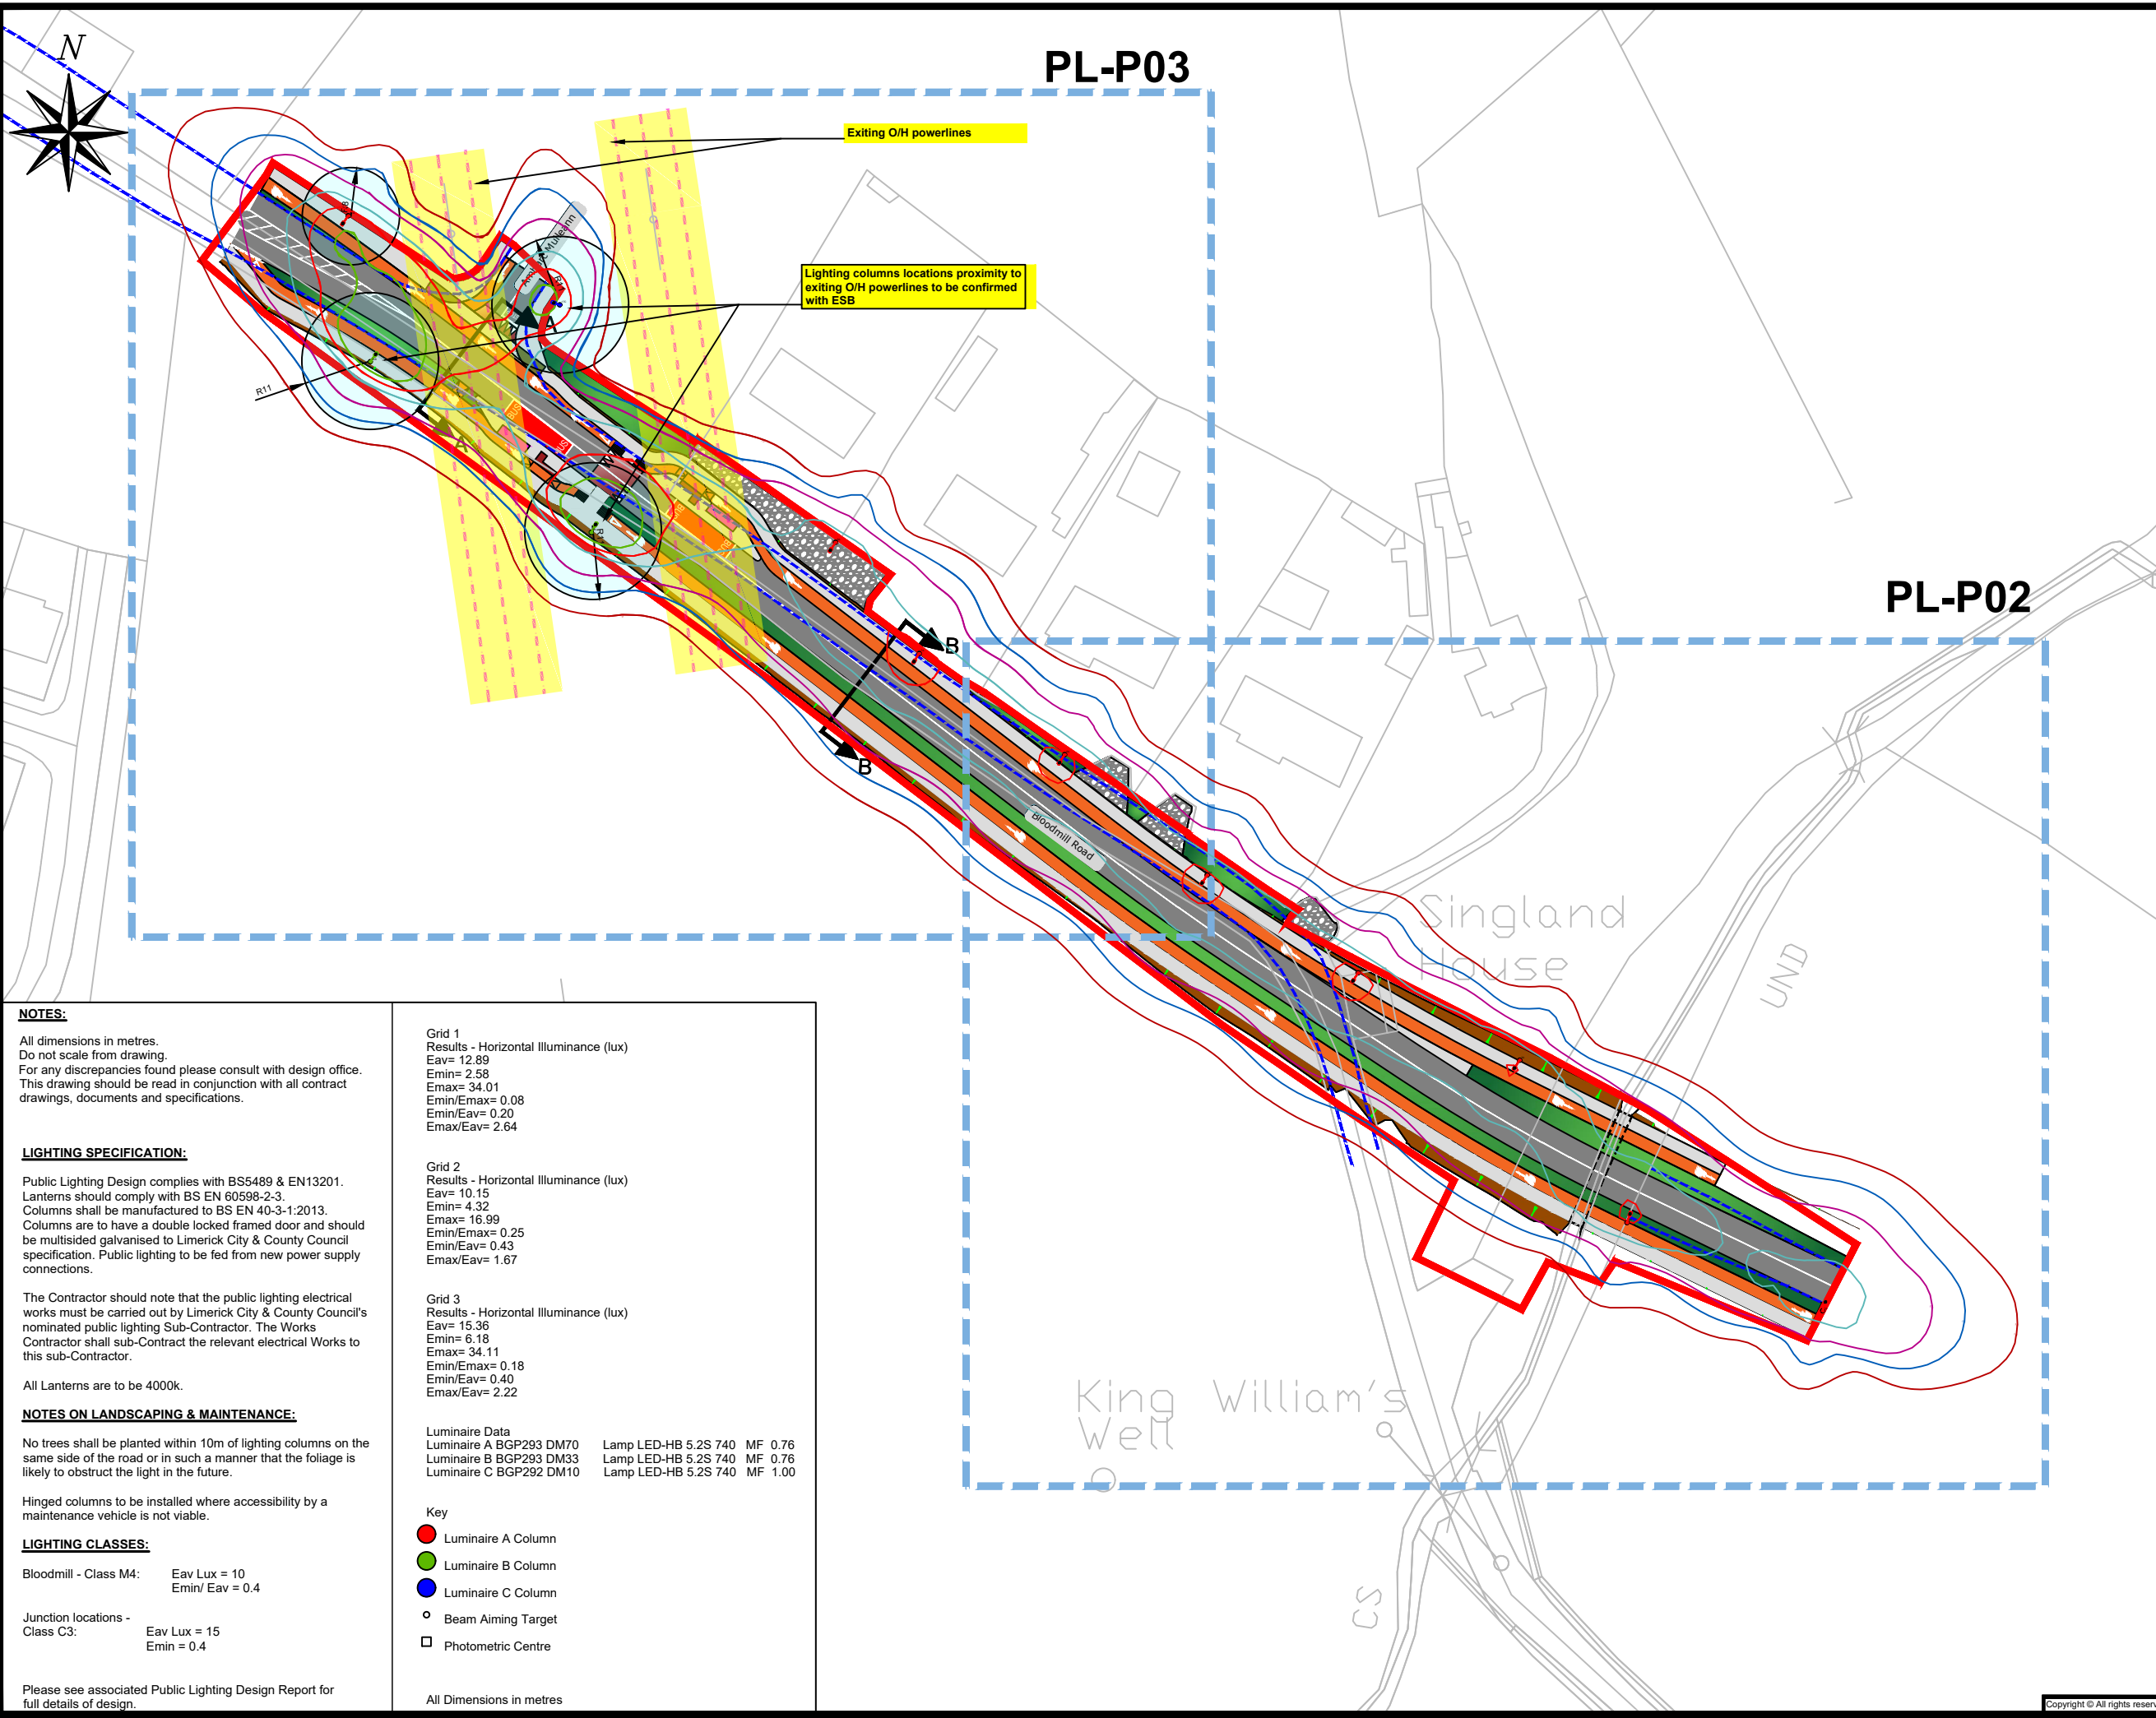 N
PL-P03
Exiting O/H powerlines
Lighting columns locations proximity to
exiting O/H powerlines to be confirmed
with ESB
A
A
R11
BUS
B
B
Bloodmill Road
PL-P02
Singland
House
UND
King William's
Well
CS
NOTES:
All dimensions in metres.
Do not scale from drawing.
For any discrepancies found please consult with design office.
This drawing should be read in conjunction with all contract
drawings, documents and specifications.
LIGHTING SPECIFICATION:
Public Lighting Design complies with BS5489 & EN13201.
Lanterns should comply with BS EN 60598-2-3.
Columns shall be manufactured to BS EN 40-3-1:2013.
Columns are to have a double locked framed door and should
be multisided galvanised to Limerick City & County Council
specification. Public lighting to be fed from new power supply
connections.
The Contractor should note that the public lighting electrical
works must be carried out by Limerick City & County Council's
nominated public lighting Sub-Contractor. The Works
Contractor shall sub-Contract the relevant electrical Works to
this sub-Contractor.
All Lanterns are to be 4000k.
NOTES ON LANDSCAPING & MAINTENANCE:
No trees shall be planted within 10m of lighting columns on the
same side of the road or in such a manner that the foliage is
likely to obstruct the light in the future.
Hinged columns to be installed where accessibility by a
maintenance vehicle is not viable.
LIGHTING CLASSES:
Bloodmill - Class M4: Eav Lux = 10
Emin/ Eav = 0.4
Junction locations -
Class C3: Eav Lux = 15
Emin = 0.4
Please see associated Public Lighting Design Report for
full details of design.
Grid 1
Results - Horizontal Illuminance (lux)
Eav= 12.89
Emin= 2.58
Emax= 34.01
Emin/Emax= 0.08
Emin/Eav= 0.20
Emax/Eav= 2.64
Grid 2
Results - Horizontal Illuminance (lux)
Eav= 10.15
Emin= 4.32
Emax= 16.99
Emin/Emax= 0.25
Emin/Eav= 0.43
Emax/Eav= 1.67
Grid 3
Results - Horizontal Illuminance (lux)
Eav= 15.36
Emin= 6.18
Emax= 34.11
Emin/Emax= 0.18
Emin/Eav= 0.40
Emax/Eav= 2.22
Luminaire Data
Luminaire A BGP293 DM70 Lamp LED-HB 5.2S 740 MF 0.76
Luminaire B BGP293 DM33 Lamp LED-HB 5.2S 740 MF 0.76
Luminaire C BGP292 DM10 Lamp LED-HB 5.2S 740 MF 1.00
Key
Luminaire A Column
Luminaire B Column
Luminaire C Column
Beam Aiming Target
Photometric Centre
All Dimensions in metres
Copyright © All rights reserv